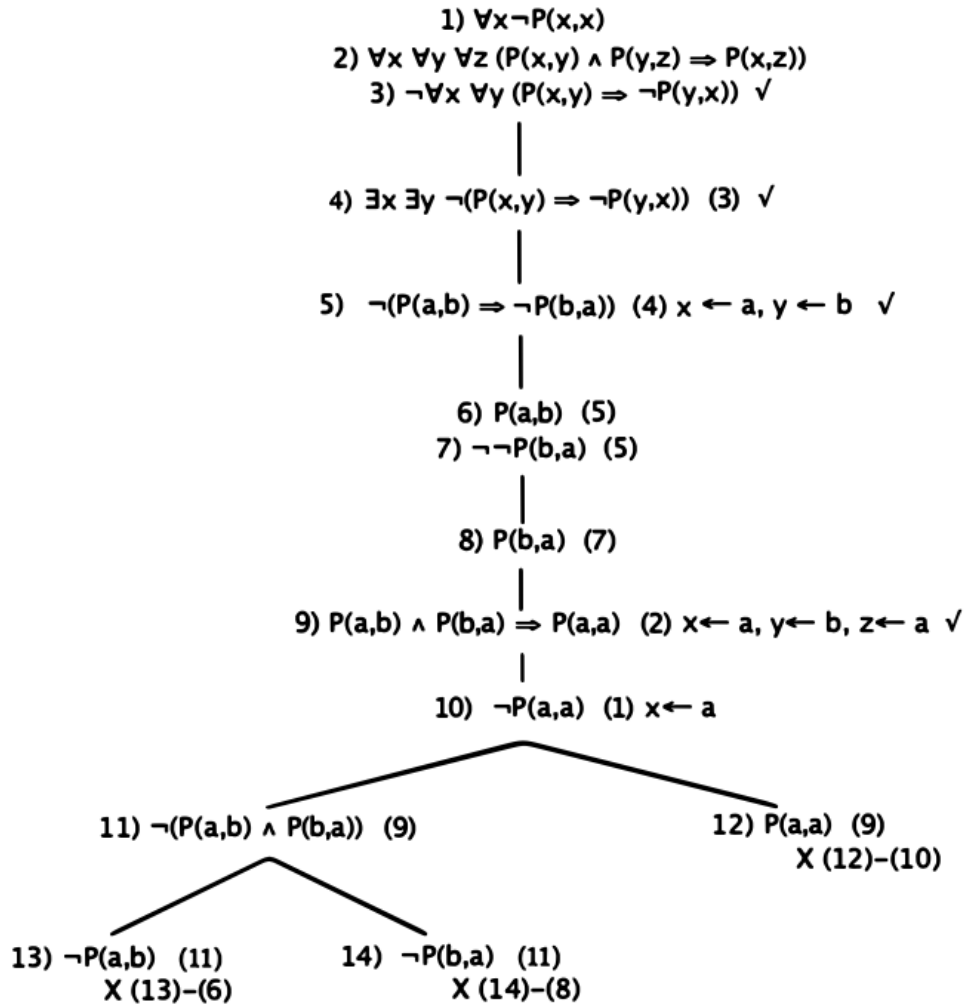 1) ∀x¬P(x,x)
2) ∀x ∀y ∀z (P(x,y) ∧ P(y,z) ⇒ P(x,z))
3) ¬∀x ∀y (P(x,y) ⇒ ¬P(y,x)) √
4) ∃x ∃y ¬(P(x,y) ⇒ ¬P(y,x)) (3) √
5) ¬(P(a,b) ⇒ ¬P(b,a)) (4) x ← a, y ← b √
6) P(a,b) (5)
7) ¬¬P(b,a) (5)
8) P(b,a) (7)
9) P(a,b) ∧ P(b,a) ⇒ P(a,a) (2) x← a, y← b, z← a √
10) ¬P(a,a) (1) x← a
11) ¬(P(a,b) ∧ P(b,a)) (9)
12) P(a,a) (9)
X (12)-(10)
13) ¬P(a,b) (11)
X (13)-(6)
14) ¬P(b,a) (11)
X (14)-(8)